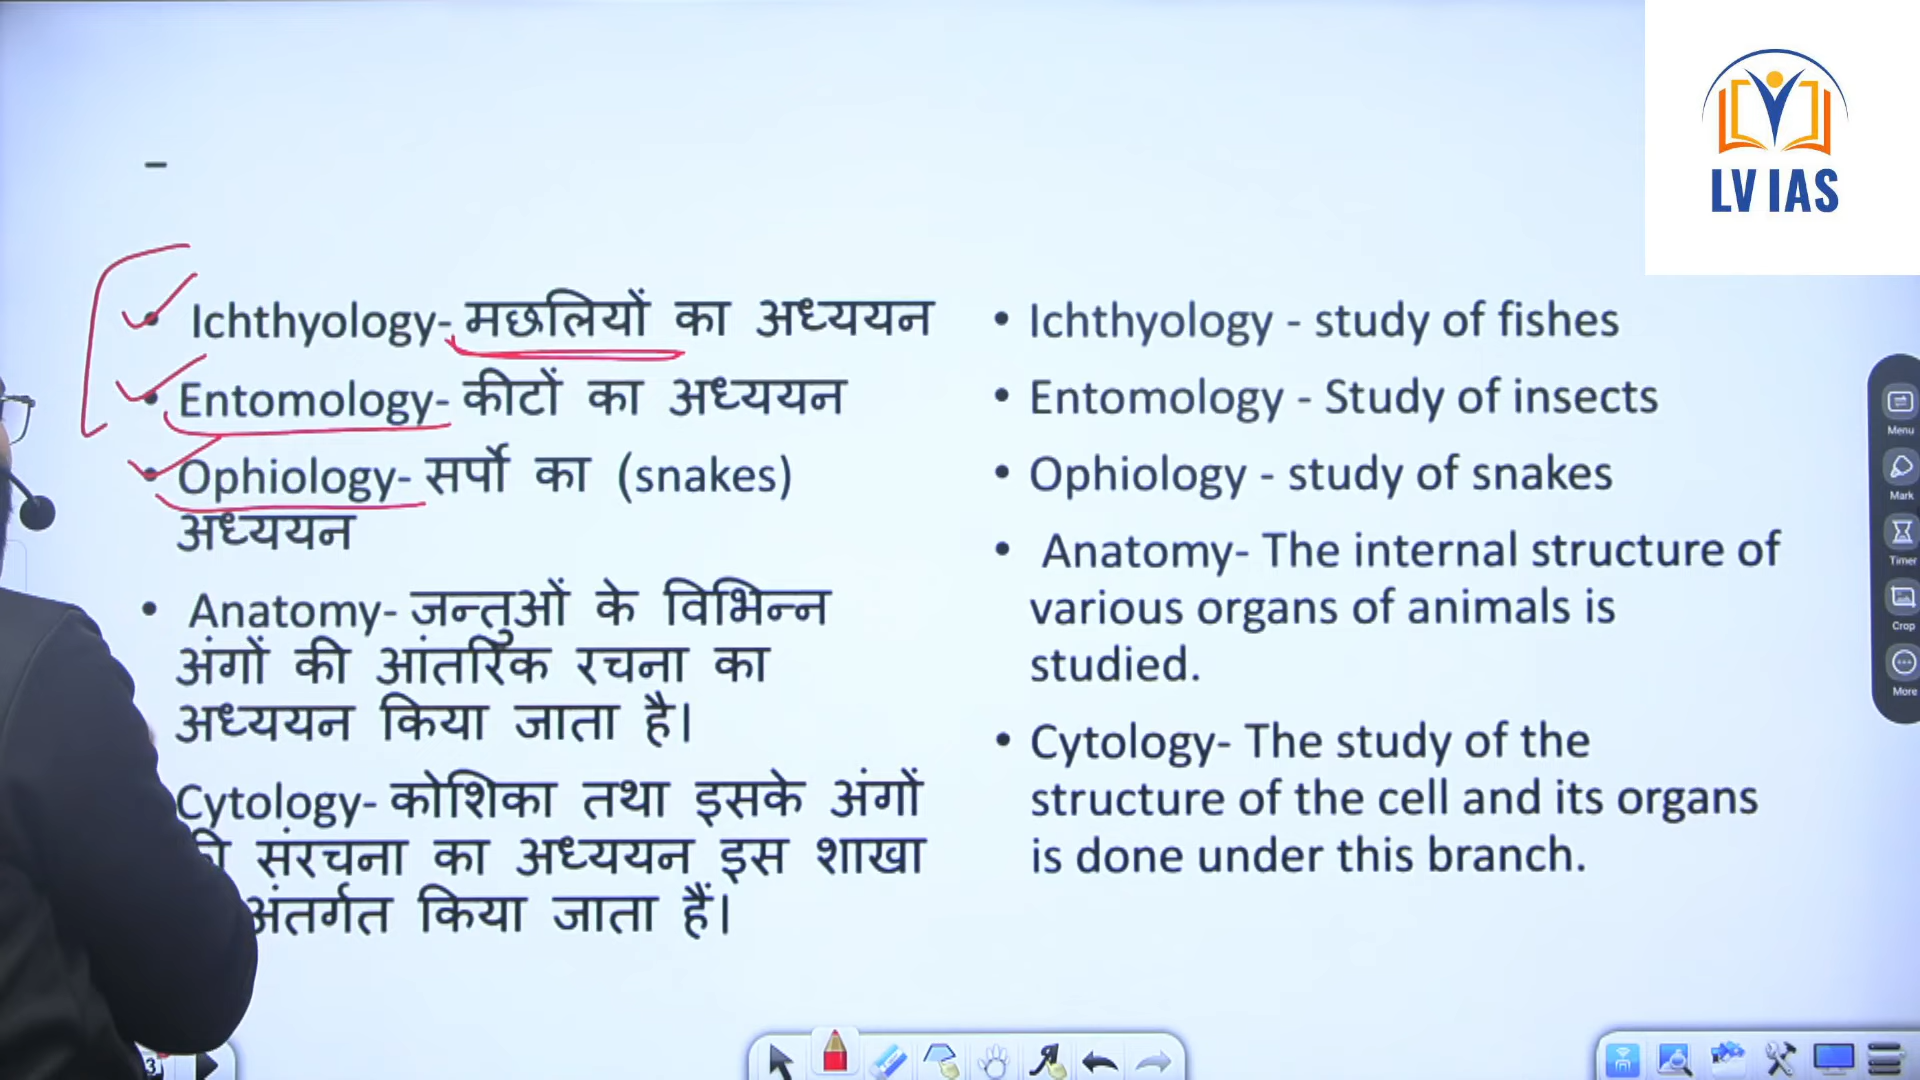 LV IAS
–
• Ichthyology- मछलियों का अध्ययन
• Entomology- कीटों का अध्ययन
• Ophiology- सर्पो का (snakes)
अध्ययन
• Anatomy- जन्तुओं के विभिन्न
अंगों की आंतरिक रचना का
अध्ययन किया जाता है।
Cytology- कोशिका तथा इसके अंगों
संरचना का अध्ययन इस शाखा
अंतर्गत किया जाता हैं।
• Ichthyology - study of fishes
• Entomology - Study of insects
• Ophiology - study of snakes
• Anatomy- The internal structure of
various organs of animals is
studied.
• Cytology- The study of the
structure of the cell and its organs
is done under this branch.
Menu
Mark
Timer
Crop
More
3